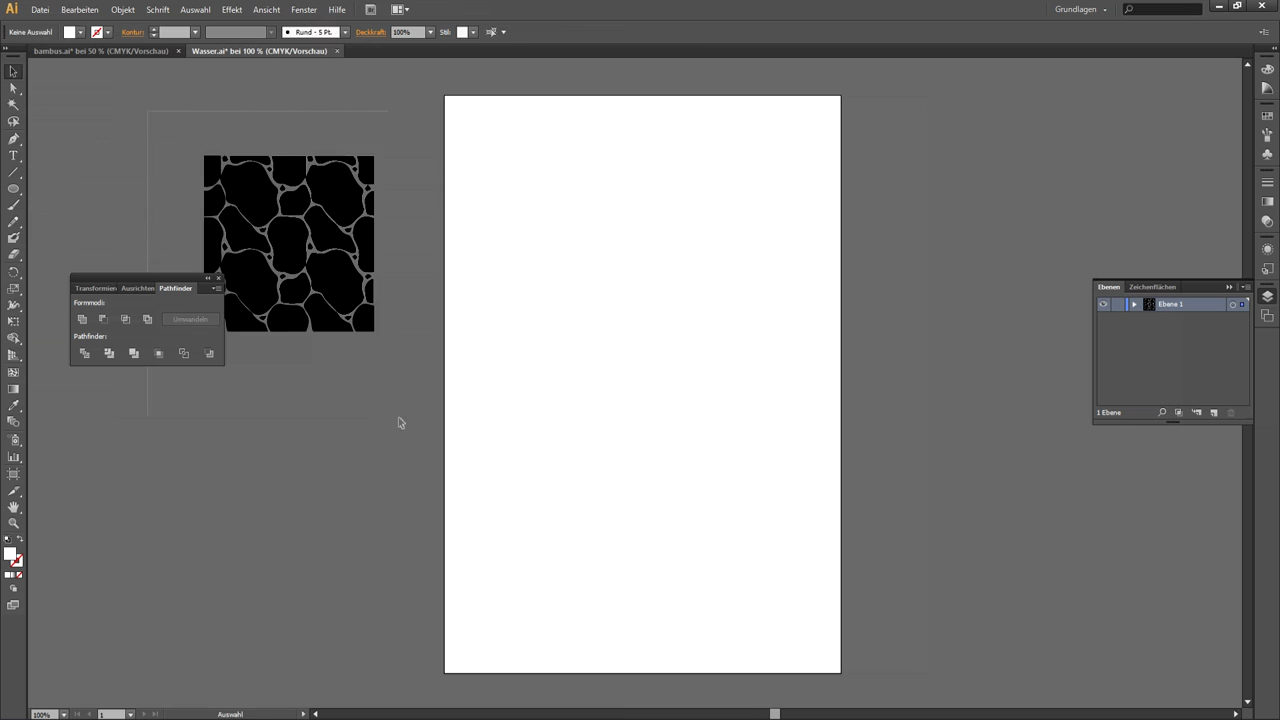 Ai Datei Bearbeiten Objekt Schrift Auswahl Effekt Ansicht Fenster Hilfe Br Grundlagen
Keine Auswahl Kontur: Rund - 5 Pt. Deckkraft: 100% Stil:
bambus.ai* bei 50 % (CMYK/Vorschau) × Wasser.ai* bei 100 % (CMYK/Vorschau) ×
Transformieren Ausrichten Pathfinder
Formmodi:
Umwandeln
Pathfinder:
Ebenen Zeichenflächen
Ebene 1
1 Ebene
100% 1 Auswahl